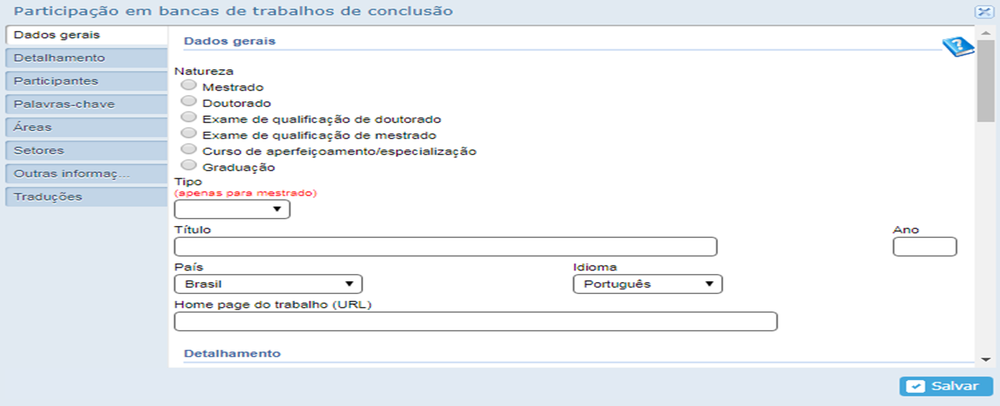 Participação em bancas de trabalhos de conclusão
Dados gerais
Detalhamento
Participantes
Palavras-chave
Áreas
Setores
Outras informaç...
Traduções
Dados gerais
?
Natureza
Mestrado
Doutorado
Exame de qualificação de doutorado
Exame de qualificação de mestrado
Curso de aperfeiçoamento/especialização
Graduação
Tipo
(apenas para mestrado)
Título Ano
País Idioma
Brasil Português
Home page do trabalho (URL)
Detalhamento
Salvar